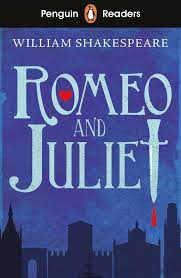 Penguin Readers
WILLIAM SHAKESPEARE
ROMEO
AND
JULIET